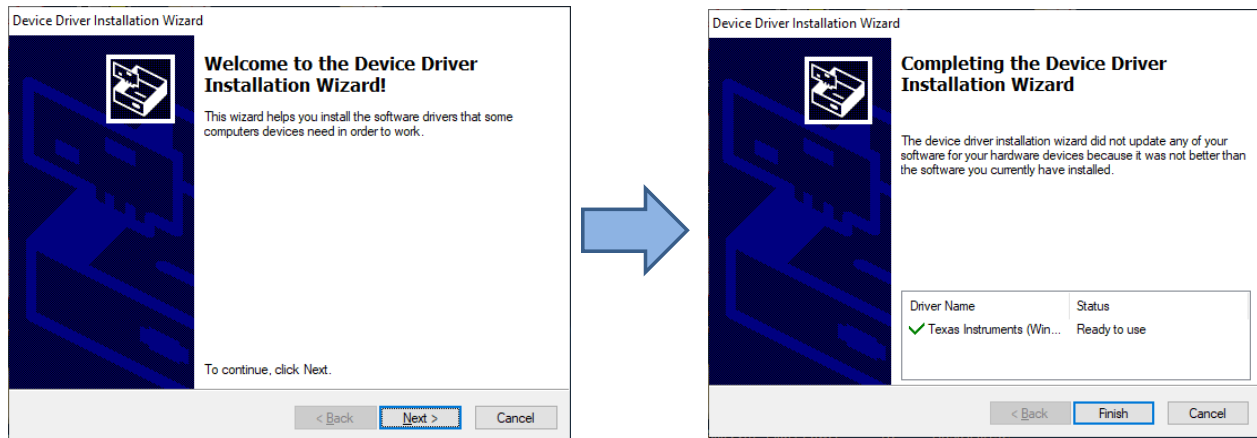 Device Driver Installation Wizard
Welcome to the Device Driver
Installation Wizard!
This wizard helps you install the software drivers that some
computers devices need in order to work.
To continue, click Next.
< Back
Next >
Cancel
Device Driver Installation Wizard
Completing the Device Driver
Installation Wizard
The device driver installation wizard did not update any of your
software for your hardware devices because it was not better than
the software you currently have installed.
Driver Name Status
Texas Instruments (Win... Ready to use
< Back
Finish
Cancel